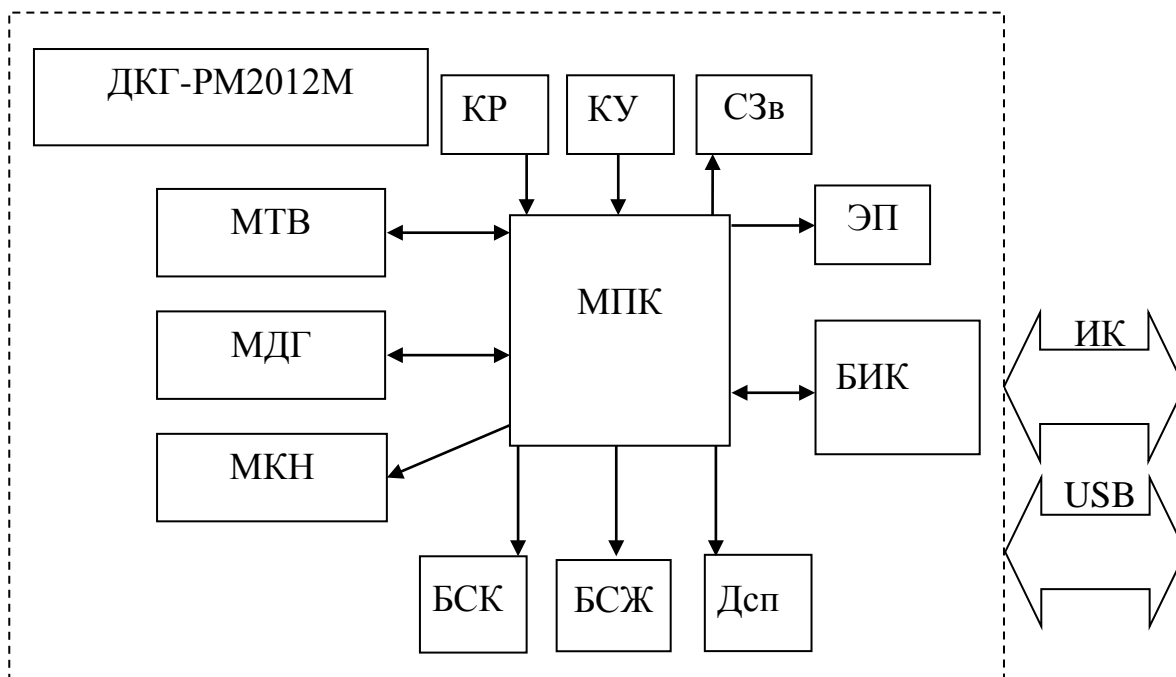 ДКГ-РМ2012М
КР
КУ
СЗв
МТВ
ЭП
МПК
МДГ
ИК
БИК
МКН
USB
БСК
БСЖ
Дсп